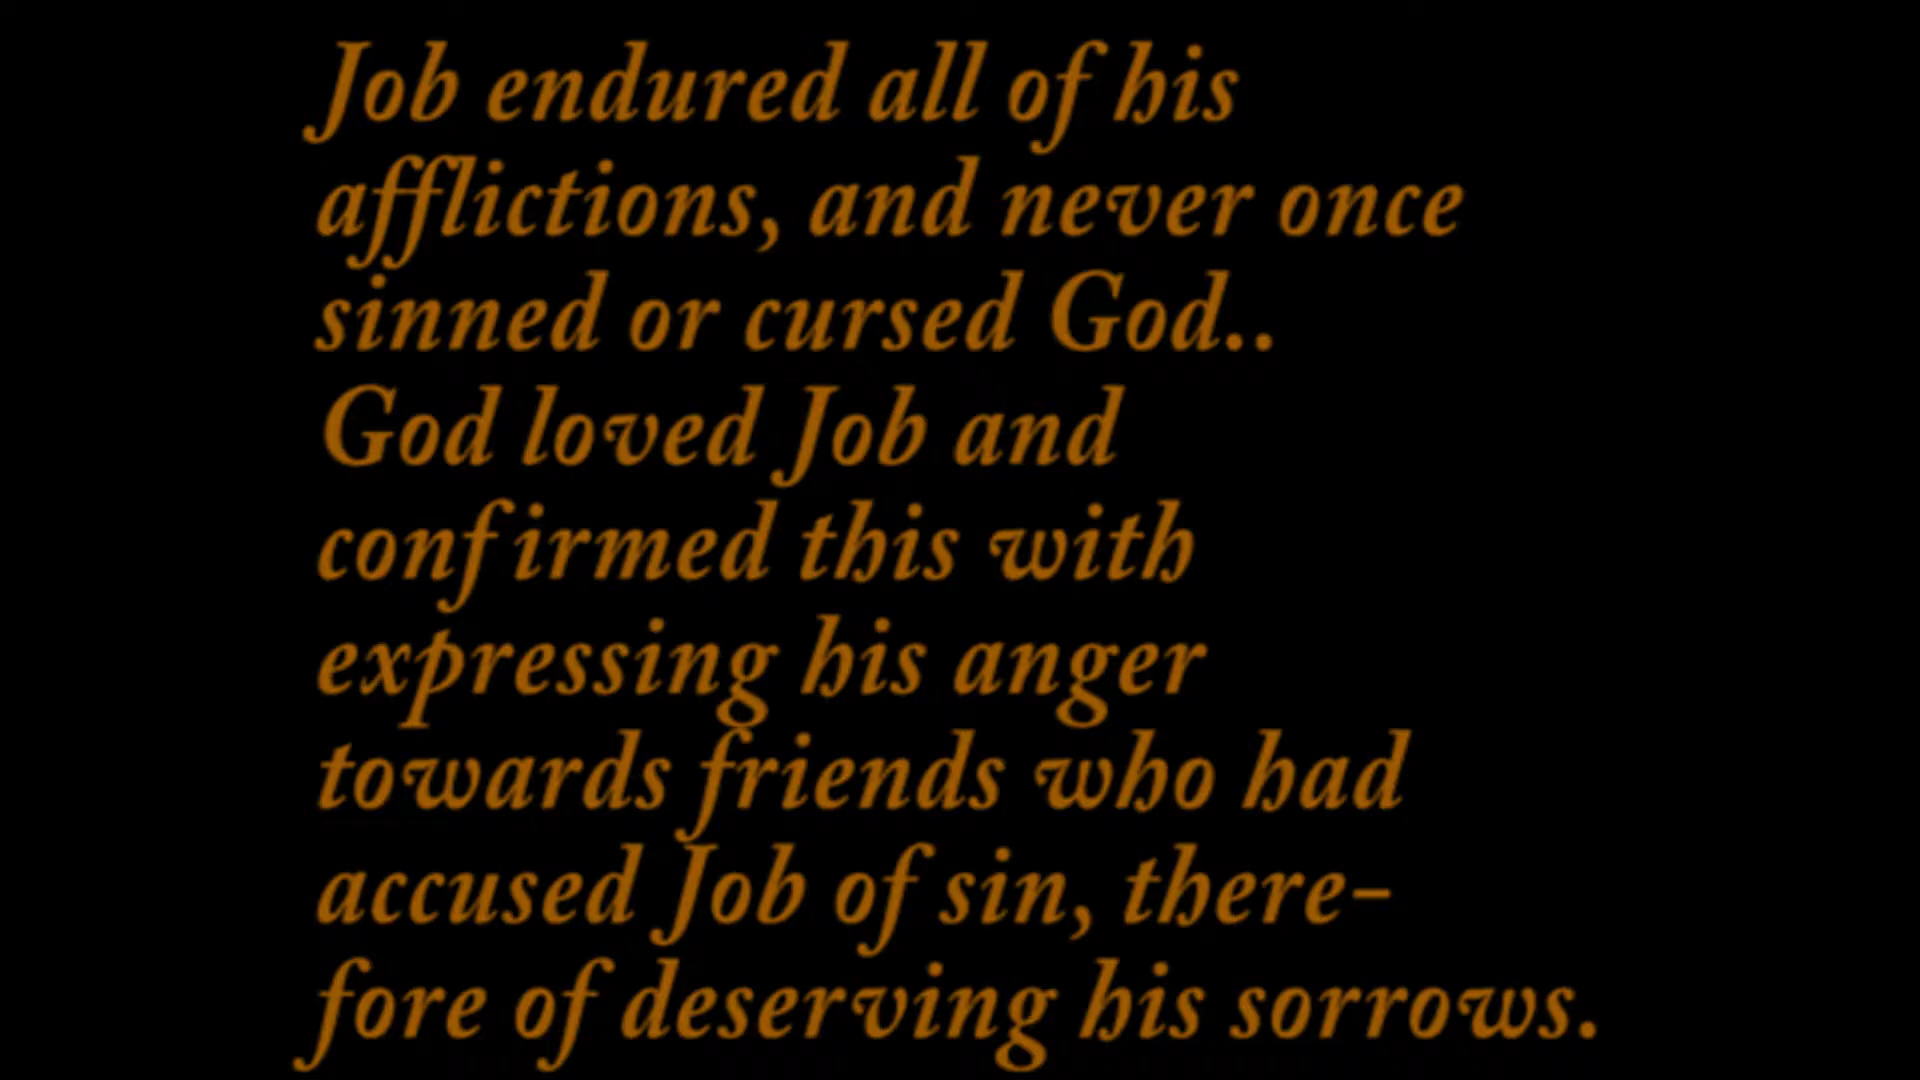 Job endured all of his
afflictions, and never once
sinned or cursed God..
God loved Job and
confirmed this with
expressing his anger
towards friends who had
accused Job of sin, there-
fore of deserving his sorrows.